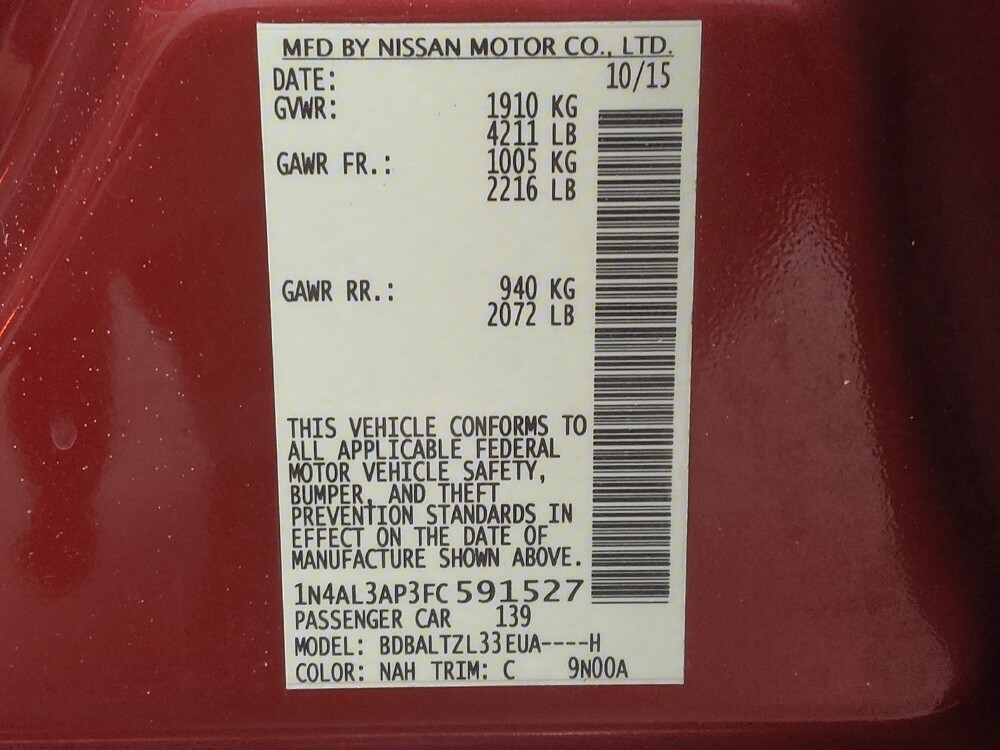 MFD BY NISSAN MOTOR CO., LTD.
DATE: 10/15
GVWR: 1910 KG
4211 LB
GAWR FR.: 1005 KG
2216 LB
GAWR RR.: 940 KG
2072 LB
THIS VEHICLE CONFORMS TO
ALL APPLICABLE FEDERAL
MOTOR VEHICLE SAFETY,
BUMPER, AND THEFT
PREVENTION STANDARDS IN
EFFECT ON THE DATE OF
MANUFACTURE SHOWN ABOVE.
1N4AL3AP3FC591527
PASSENGER CAR 139
MODEL: BDBALTZL33EUA----H
COLOR: NAH TRIM: C 9N00A